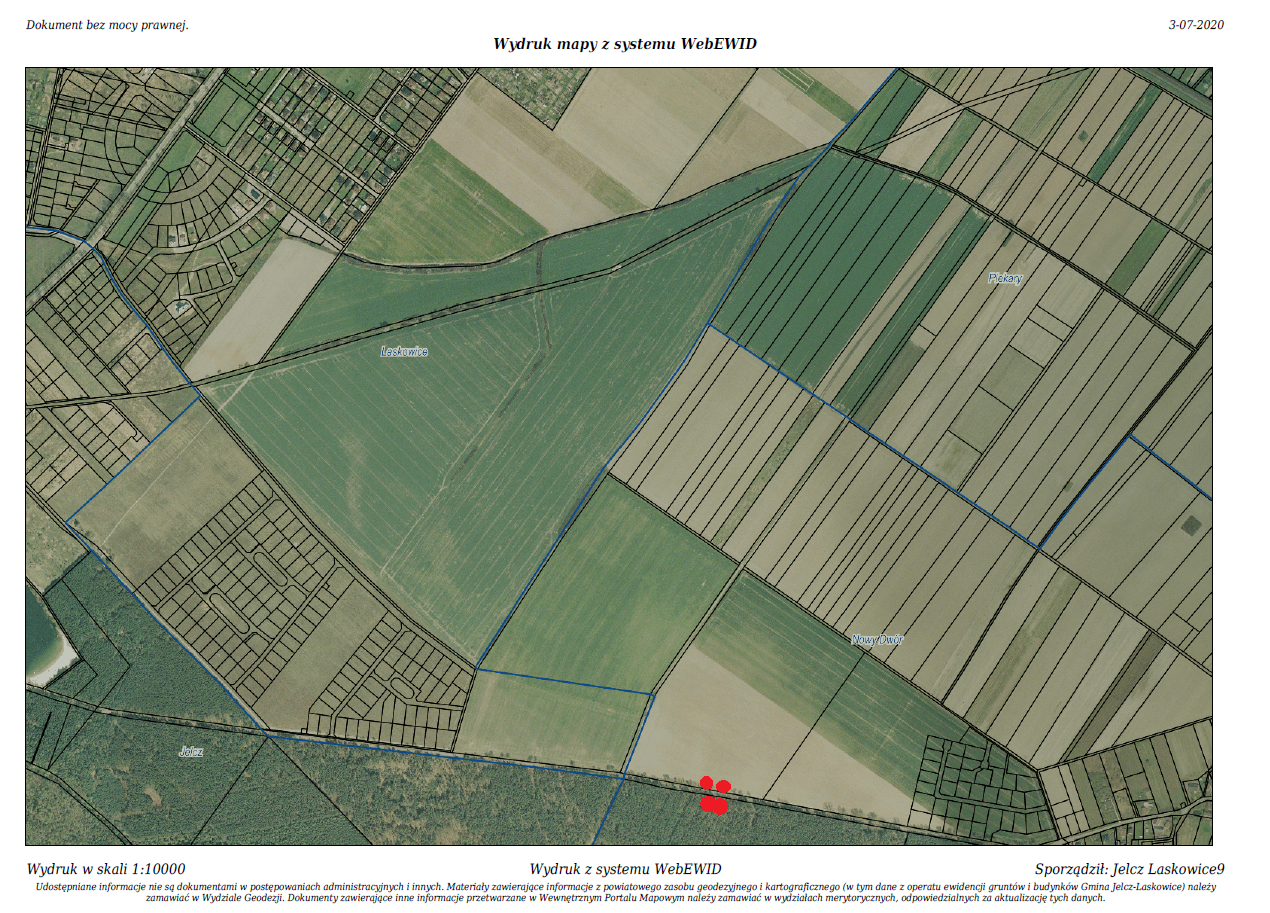 Dokument bez mocy prawnej.
3-07-2020
Wydruk mapy z systemu WebEWID
Piekary
Laskowice
Nowy Dwór
Jelcz
Wydruk w skali 1:10000
Wydruk z systemu WebEWID
Sporządził: Jelcz Laskowice9
Udostępniane informacje nie są dokumentami w postępowaniach administracyjnych i innych. Materiały zawierające informacje z powiatowego zasobu geodezyjnego i kartograficznego (w tym dane z operatu ewidencji gruntów i budynków Gmina Jelcz-Laskowice) należy
zamawiać w Wydziale Geodezji. Dokumenty zawierające inne informacje przetwarzane w Wewnętrznym Portalu Mapowym należy zamawiać w wydziałach merytorycznych, odpowiedzialnych za aktualizację tych danych.